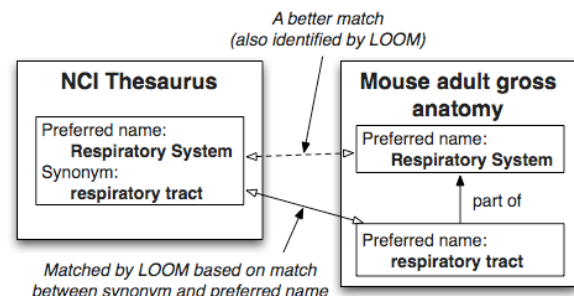 A better match
(also identified by LOOM)
NCI Thesaurus
Preferred name:
Respiratory System
Synonym:
respiratory tract
Mouse adult gross
anatomy
Preferred name:
Respiratory System
part of
Preferred name:
respiratory tract
Matched by LOOM based on match
between synonym and preferred name